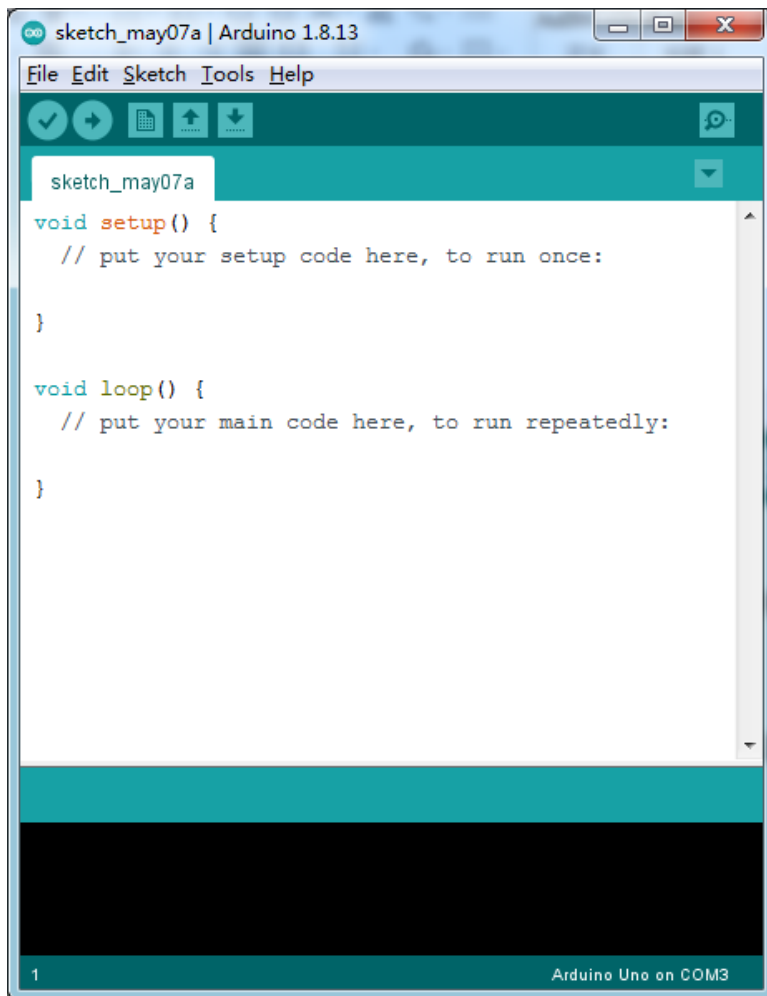 sketch_may07a | Arduino 1.8.13
File Edit Sketch Tools Help
sketch_may07a
void setup() {
  // put your setup code here, to run once:
}
void loop() {
  // put your main code here, to run repeatedly:
}
1 Arduino Uno on COM3